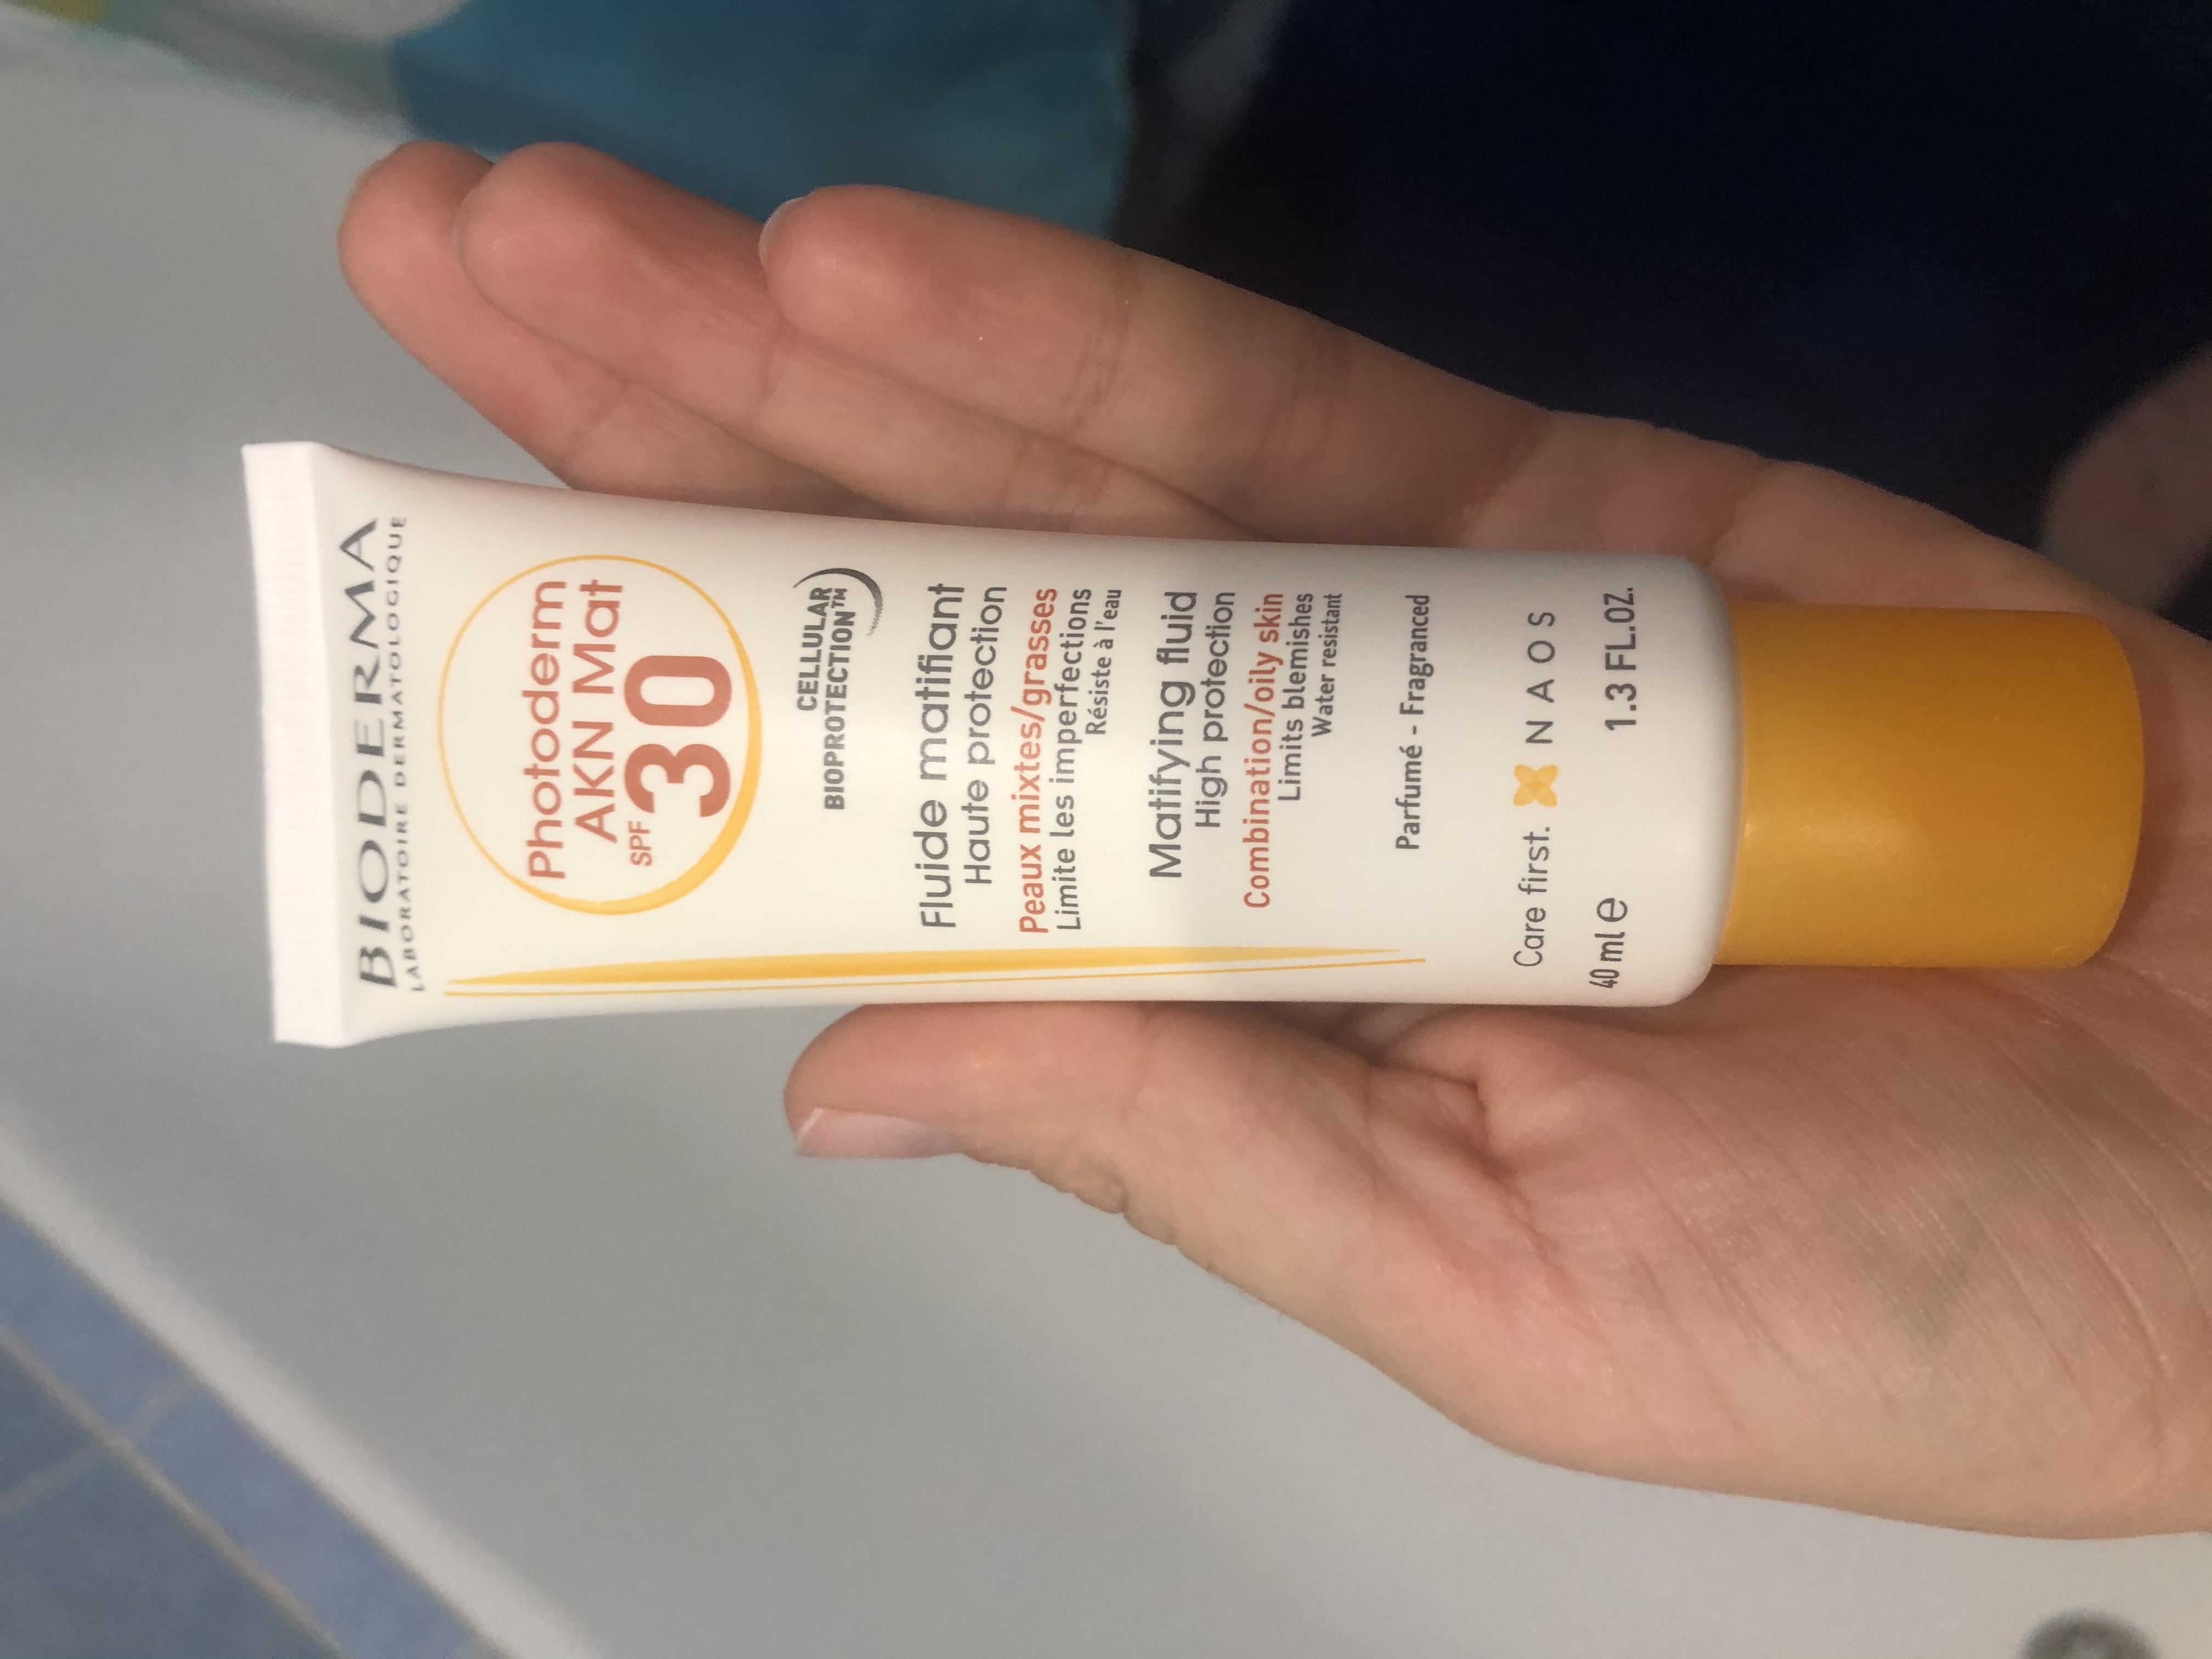 BIODERMA
LABORATOIRE DERMATOLOGIQUE
Photoderm
AKN Mat
SPF 30
CELLULAR
BIOPROTECTION™
Fluide matifiant
Haute protection
Peaux mixtes/grasses
Limite les imperfections
Résiste à l'eau
Matifying fluid
High protection
Combination/oily skin
Limits blemishes
Water resistant
Parfumé - Fragranced
Care first. NAOS
40 ml e 1.3 FL.OZ.